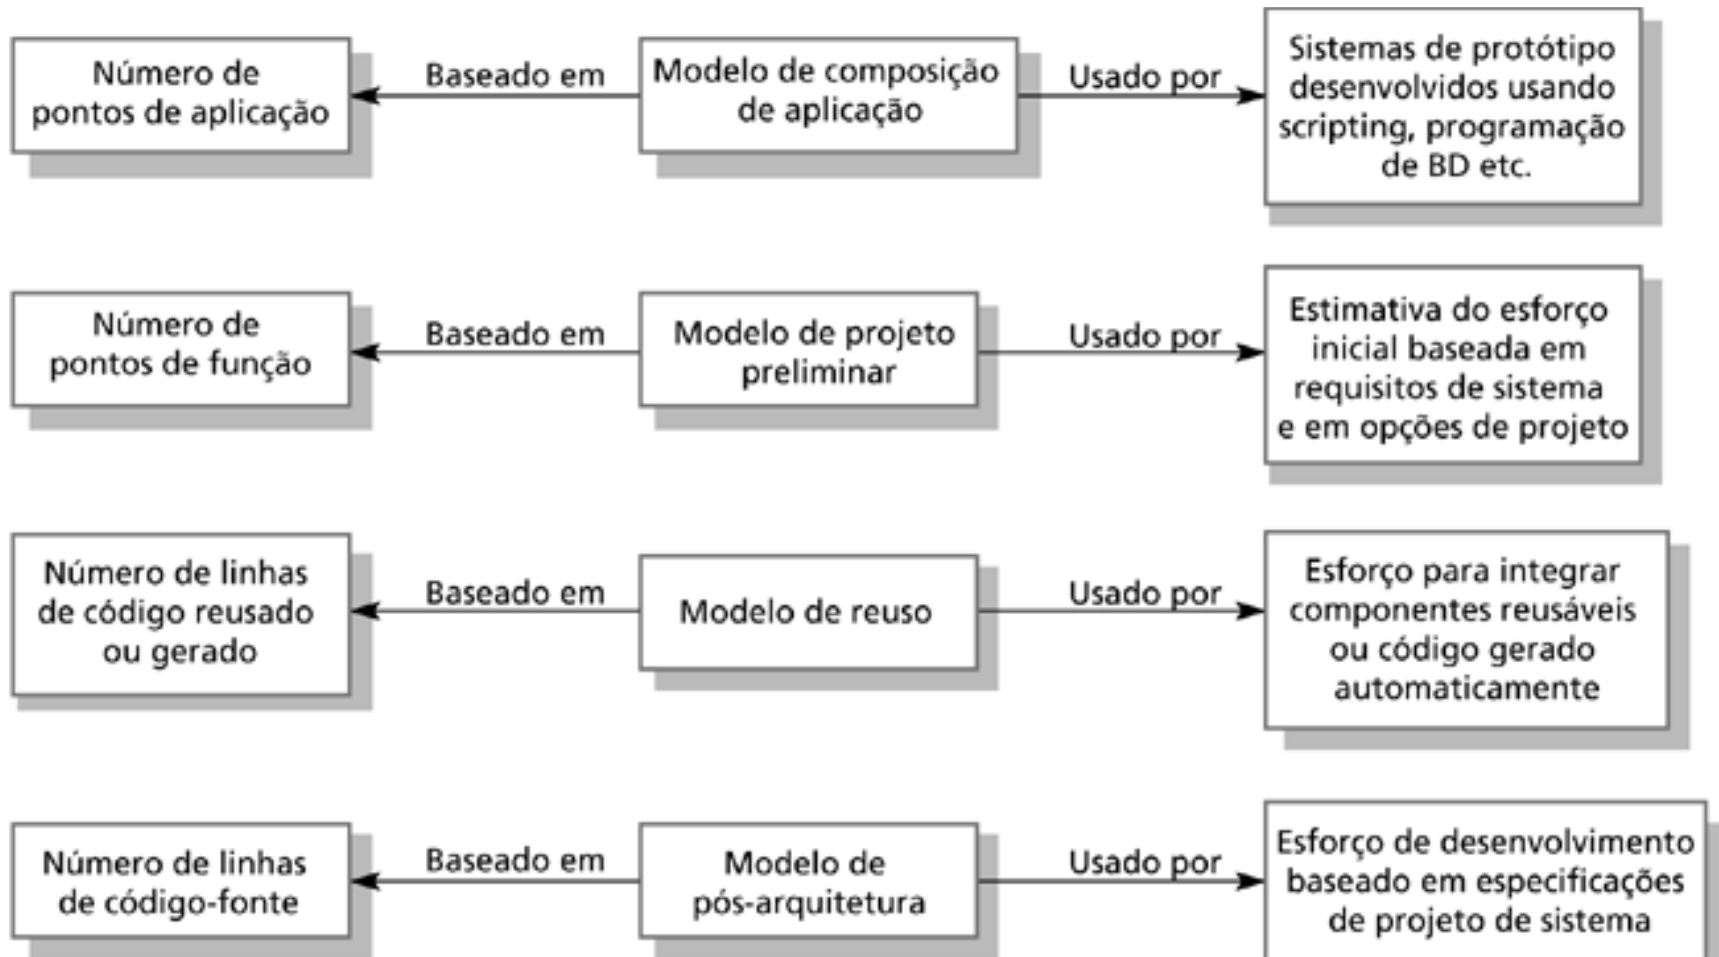 Número de
pontos de aplicação
Baseado em
Modelo de composição
de aplicação
Usado por
Sistemas de protótipo
desenvolvidos usando
scripting, programação
de BD etc.
Número de
pontos de função
Baseado em
Modelo de projeto
preliminar
Usado por
Estimativa do esforço
inicial baseada em
requisitos de sistema
e em opções de projeto
Número de linhas
de código reusado
ou gerado
Baseado em
Modelo de reuso
Usado por
Esforço para integrar
componentes reusáveis
ou código gerado
automaticamente
Número de linhas
de código-fonte
Baseado em
Modelo de
pós-arquitetura
Usado por
Esforço de desenvolvimento
baseado em especificações
de projeto de sistema